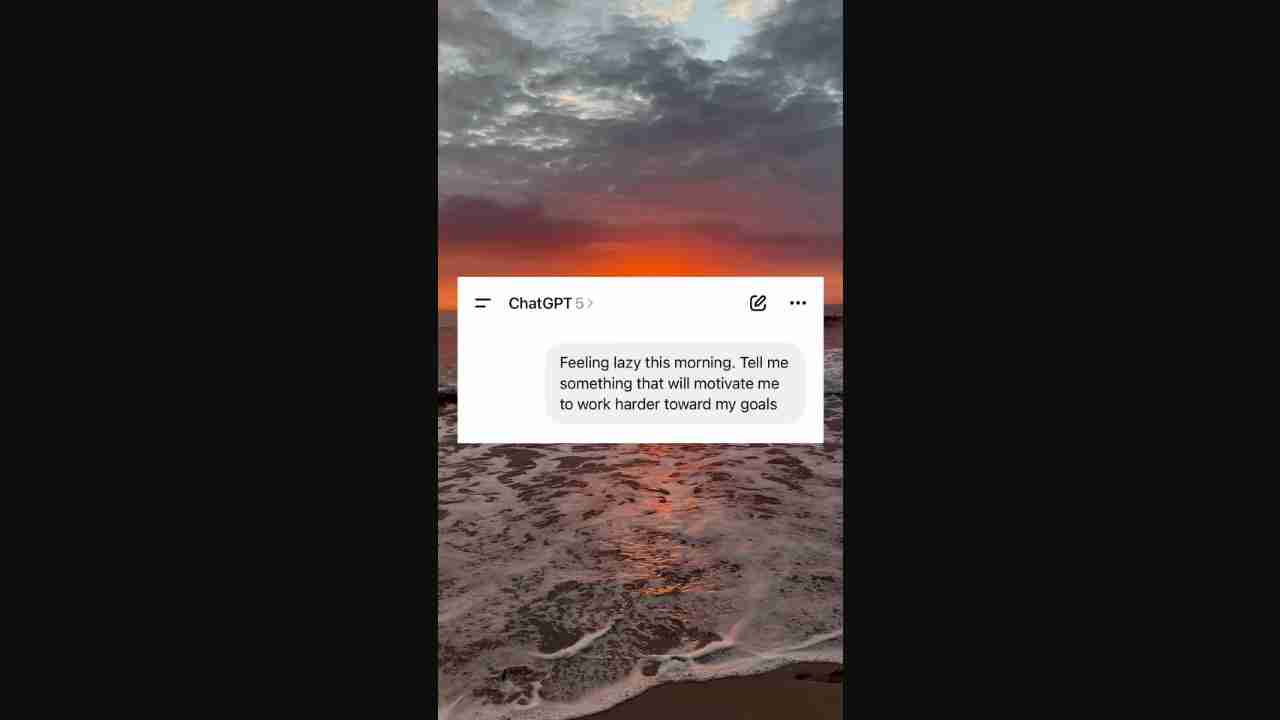 ChatGPT 5 >
Feeling lazy this morning. Tell me
something that will motivate me
to work harder toward my goals